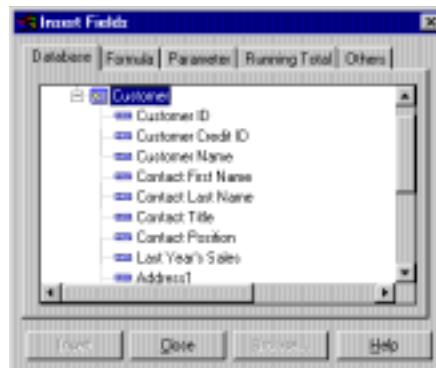 Insert Fields
Database Formula Parameter Running Total Others
Customer
Customer ID
Customer Credit ID
Customer Name
Contact First Name
Contact Last Name
Contact Title
Contact Position
Last Year's Sales
Address1
Insert Close Browse... Help